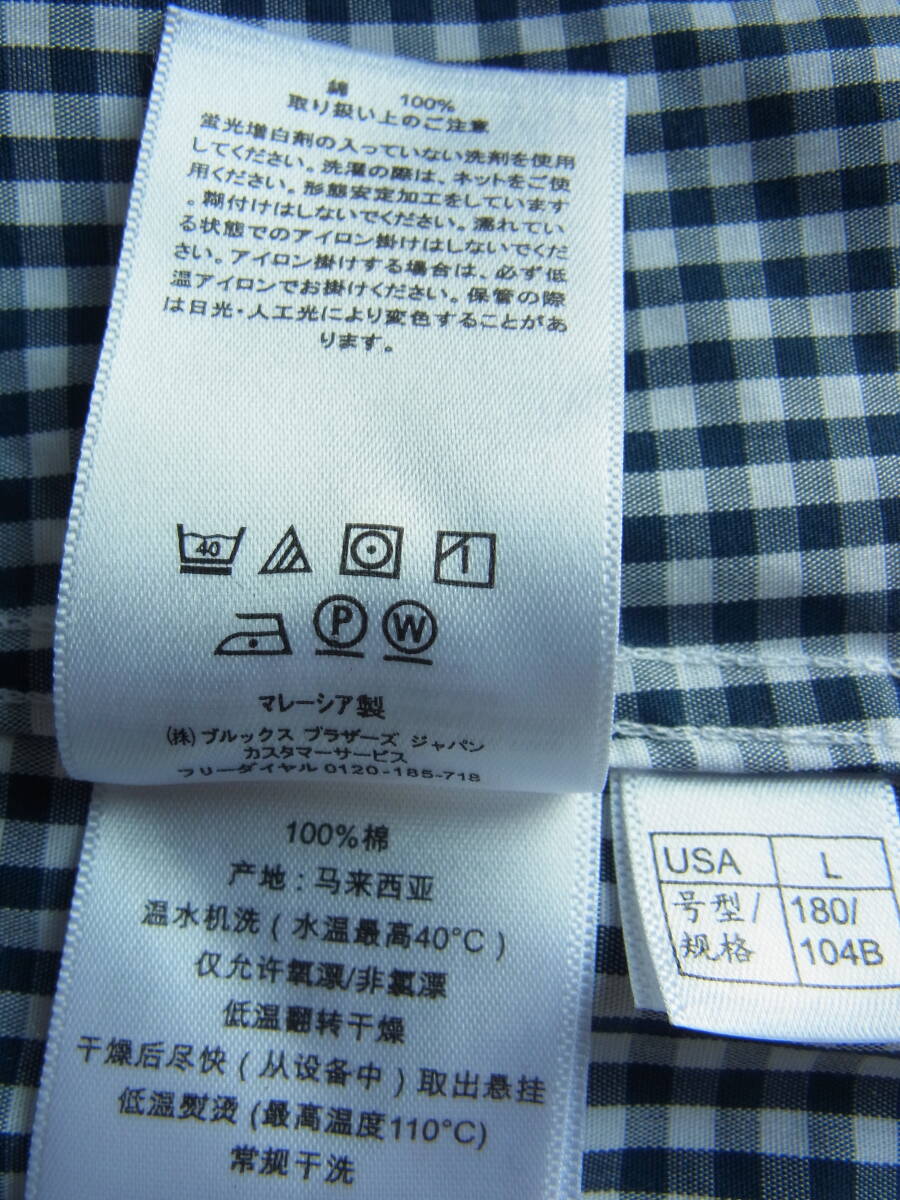 綿 100%
取り扱い上のご注意
蛍光増白剤の入っていない洗剤を使用
してください。洗濯の際は、ネットをご使
用ください。形態安定加工をしています
。糊付けはしないでください。濡れてい
る状態でのアイロン掛けはしないでくだ
さい。アイロン掛けする場合は、必ず低
温アイロンでお掛けください。保管の際
は日光・人工光により変色することがあ
ります。
40
P W
マレーシア製
(株)ブルックス ブラザーズ ジャパン
カスタマーサービス
フリーダイヤル 0120-185-718
100%棉
产地:马来西亚
温水机洗(水温最高40°C)
仅允许氧漂/非氯漂
低温翻转干燥
干燥后尽快(从设备中)取出悬挂
低温熨烫(最高温度110°C)
常规干洗
USA L
号型/ 180/
规格 104B